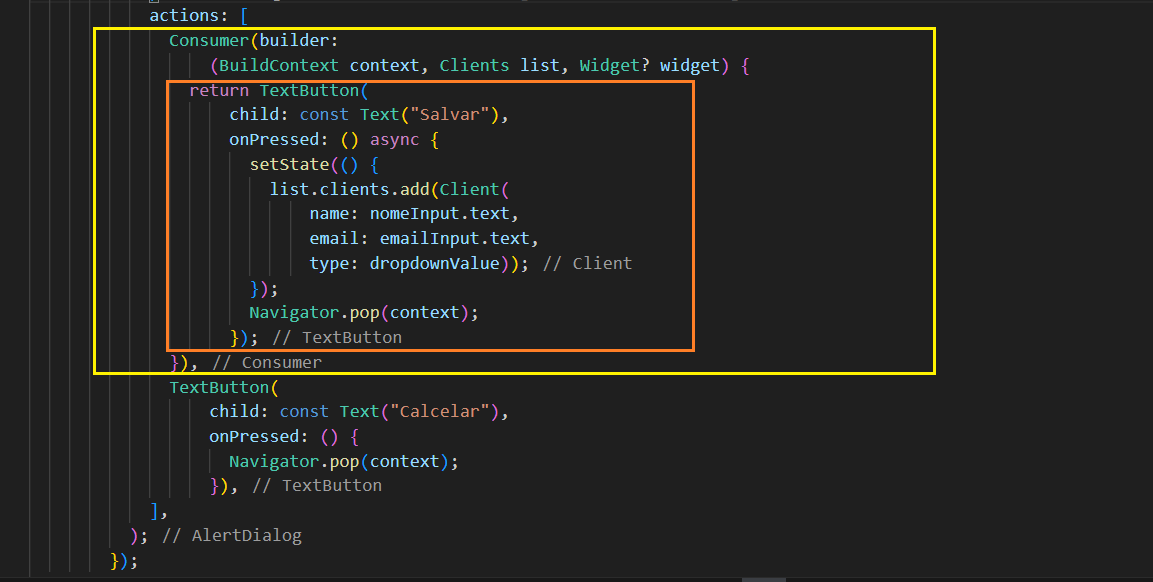 actions: [
Consumer(builder:
(BuildContext context, Clients list, Widget? widget) {
return TextButton(
child: const Text("Salvar"),
onPressed: () async {
setState(() {
list.clients.add(Client(
name: nomeInput.text,
email: emailInput.text,
type: dropdownValue)); // Client
});
Navigator.pop(context);
}); // TextButton
}), // Consumer
TextButton(
child: const Text("Calcelar"),
onPressed: () {
Navigator.pop(context);
}), // TextButton
],
); // AlertDialog
});